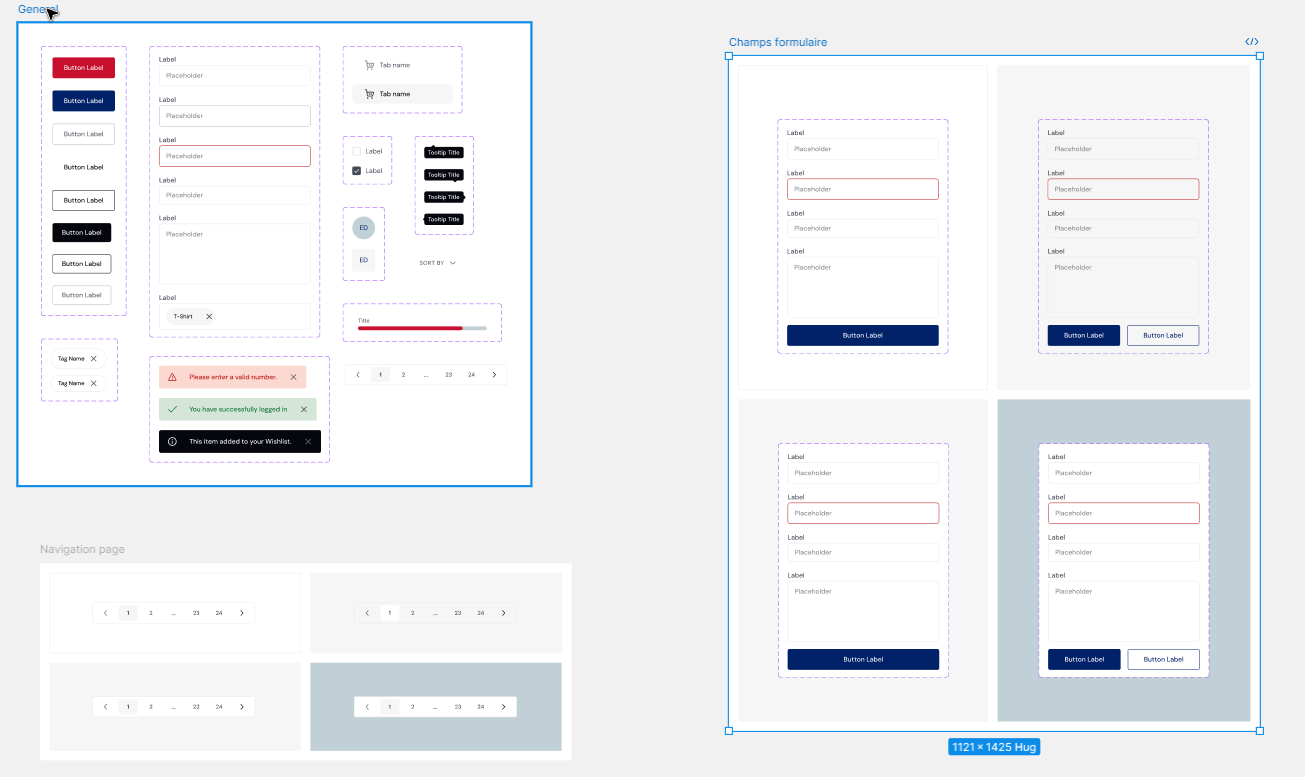 General
Button Label
Button Label
Button Label
Button Label
Button Label
Button Label
Button Label
Button Label
Tag Name
Tag Name
Label
Placeholder
Label
Placeholder
Label
Placeholder
Label
Placeholder
Label
Placeholder
Label
T-Shirt
Please enter a valid number.
You have successfully logged in
This item added to your Wishlist.
Tab name
Tab name
Label
Label
Tooltip Title
Tooltip Title
Tooltip Title
Tooltip Title
ED
ED
SORT BY
Title
1 2 ... 23 24
Navigation page
1 2 ... 23 24
1 2 ... 23 24
1 2 ... 23 24
1 2 ... 23 24
Champs formulaire
Label
Placeholder
Label
Placeholder
Label
Placeholder
Label
Placeholder
Button Label
Label
Placeholder
Label
Placeholder
Label
Placeholder
Label
Placeholder
Button Label Button Label
Label
Placeholder
Label
Placeholder
Label
Placeholder
Label
Placeholder
Button Label
Label
Placeholder
Label
Placeholder
Label
Placeholder
Label
Placeholder
Button Label Button Label
1121 × 1425 Hug